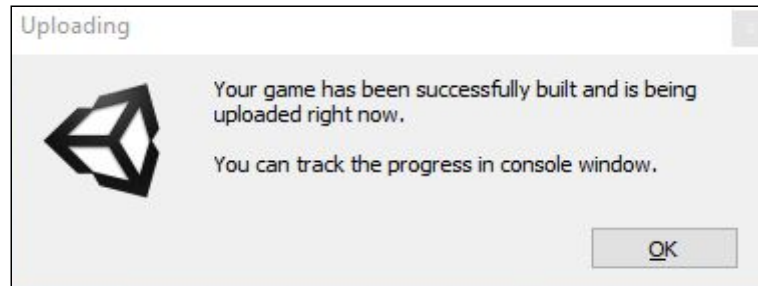 Uploading
Your game has been successfully built and is being
uploaded right now.
You can track the progress in console window.
OK